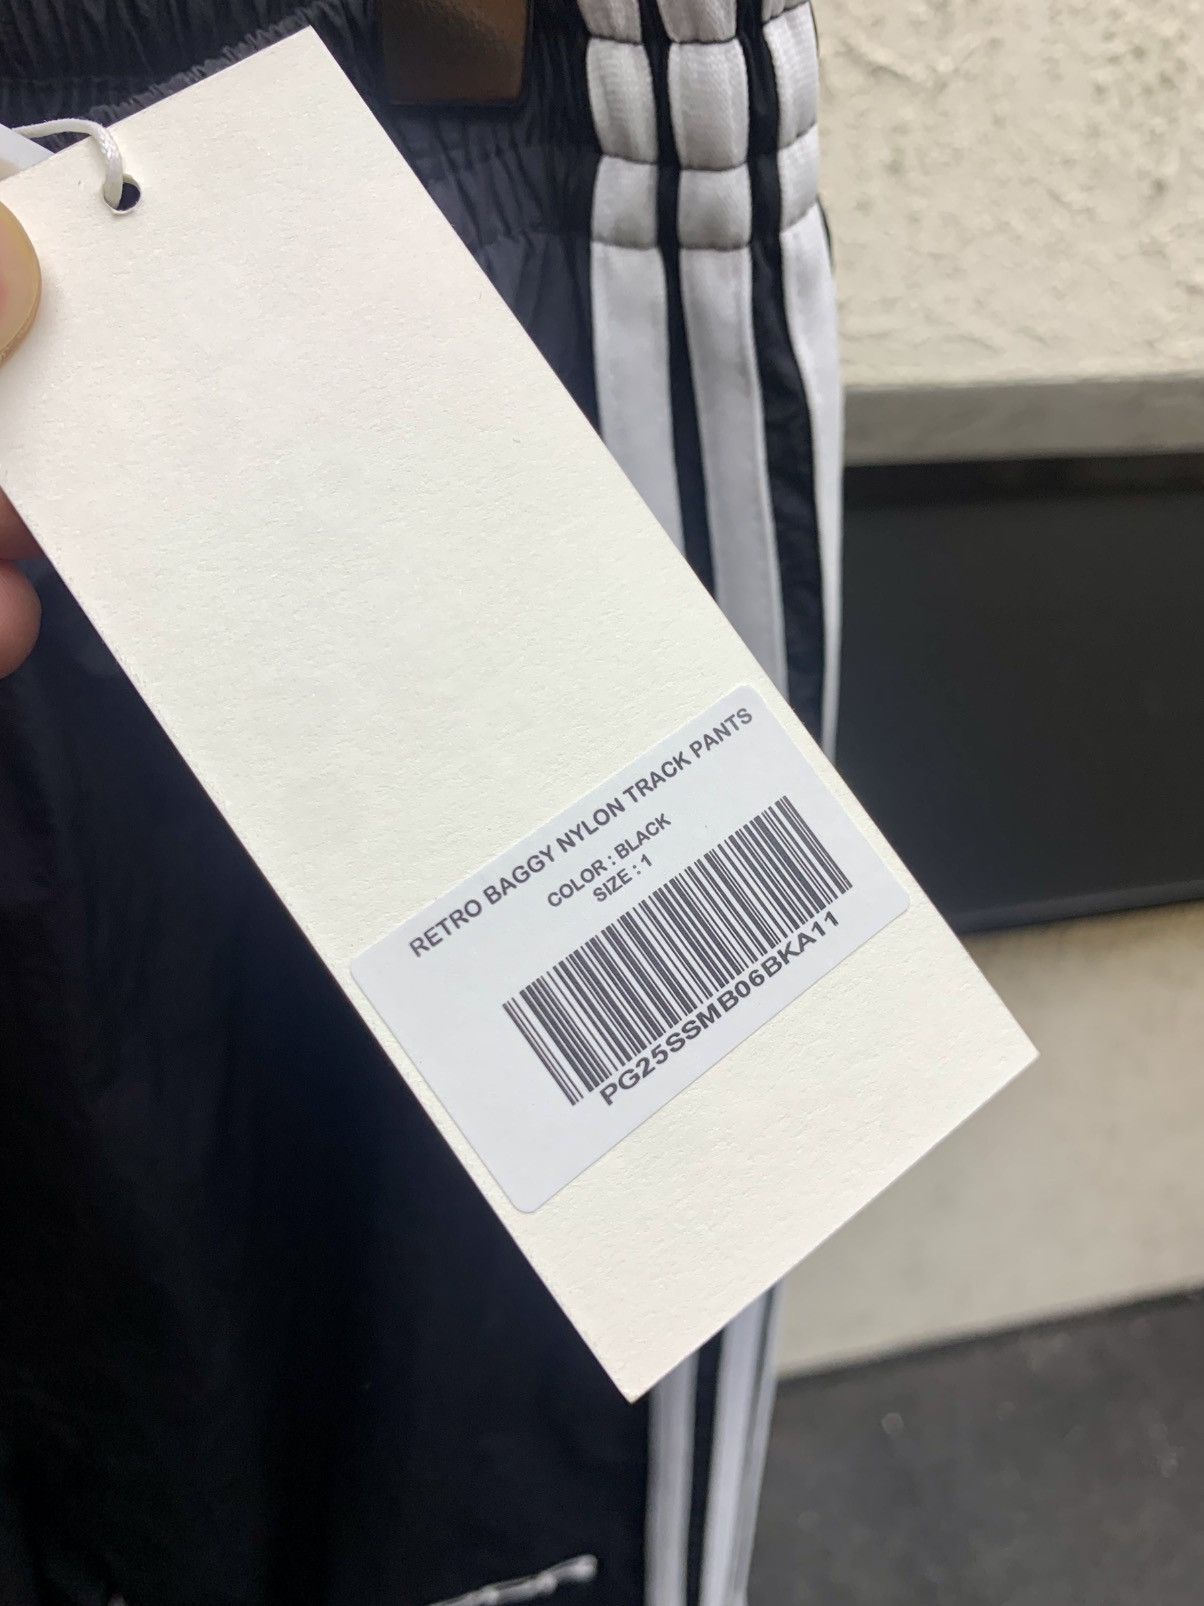 RETRO BAGGY NYLON TRACK PANTS
COLOR : BLACK
SIZE : 1
PG25SSMB06BKA11